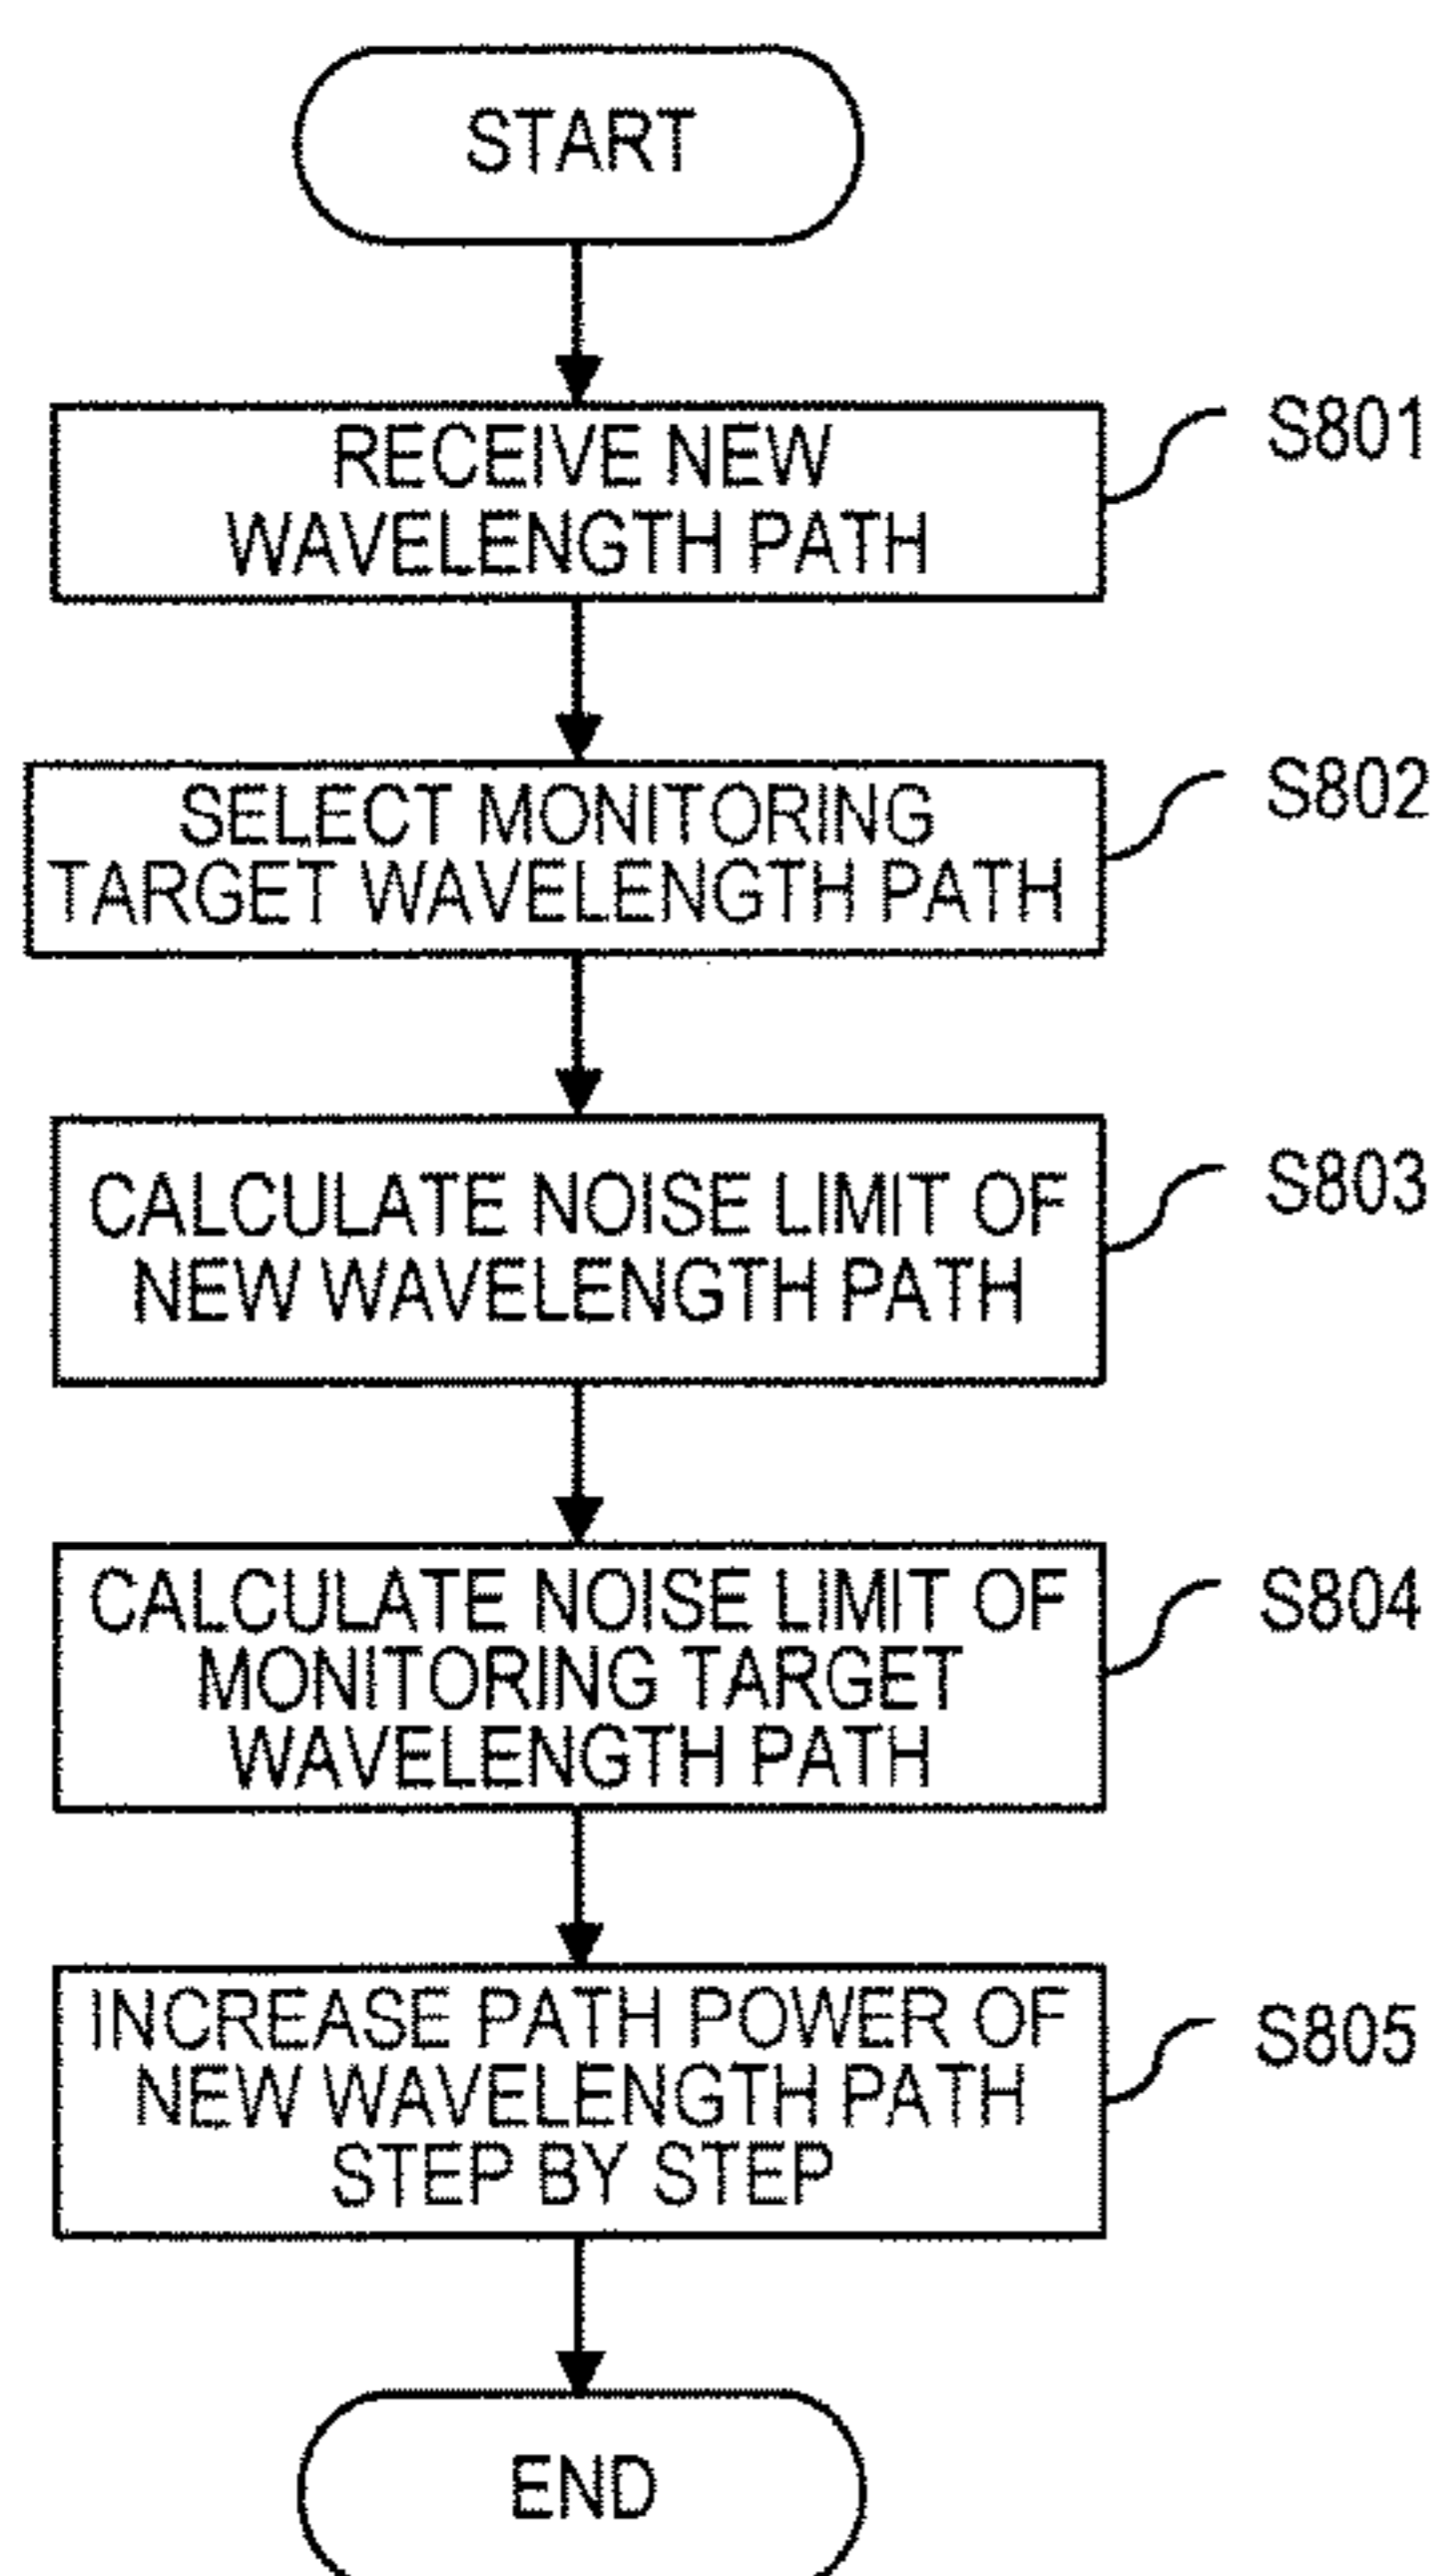 START
RECEIVE NEW
WAVELENGTH PATH
S801
SELECT MONITORING
TARGET WAVELENGTH PATH
S802
CALCULATE NOISE LIMIT OF
NEW WAVELENGTH PATH
S803
CALCULATE NOISE LIMIT OF
MONITORING TARGET
WAVELENGTH PATH
S804
INCREASE PATH POWER OF
NEW WAVELENGTH PATH
STEP BY STEP
S805
END